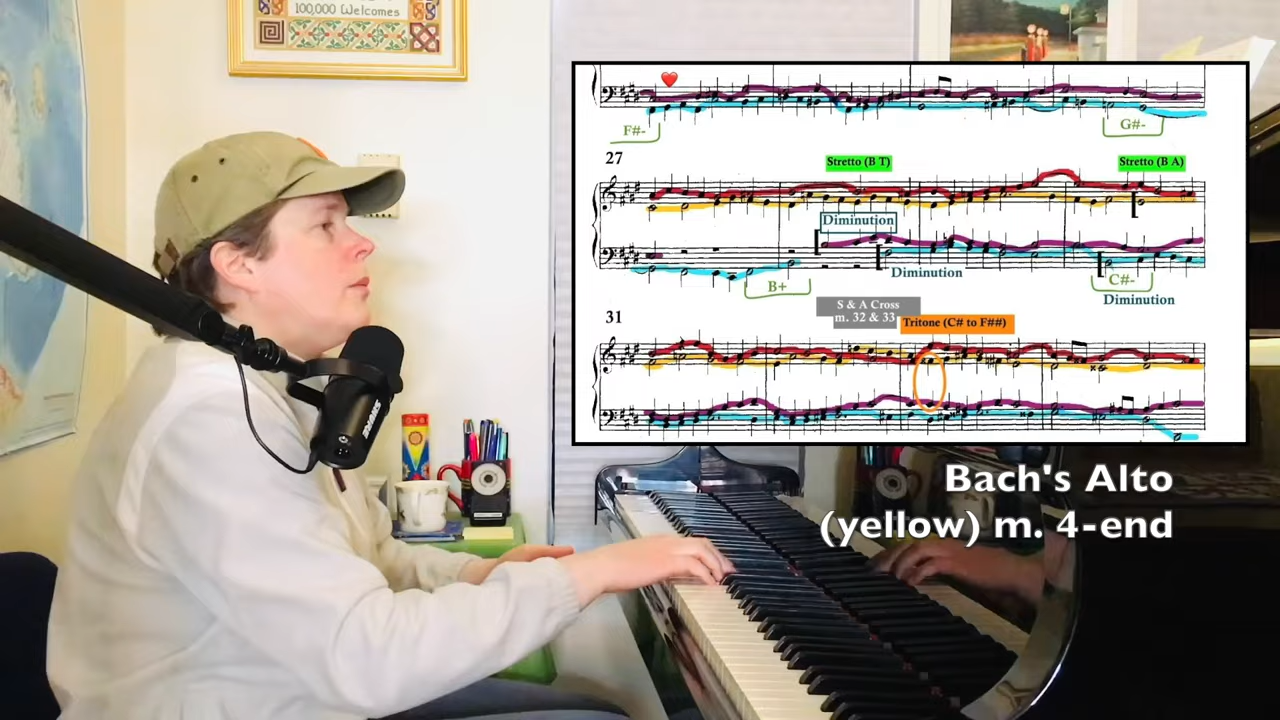 100,000 Welcomes
F#-
G#-
27
Stretto (B T)
Stretto (B A)
Diminution
Diminution
B+
C#-
Diminution
31
S & A Cross
m. 32 & 33
Tritone (C# to F##)
SHURE
Bach's Alto
(yellow) m. 4-end